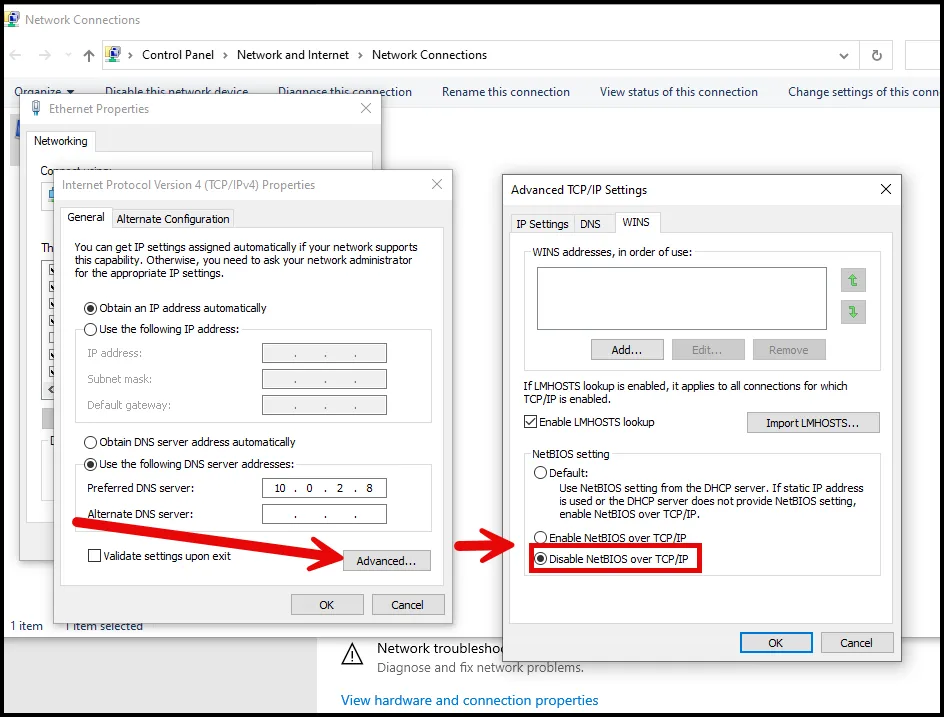 Network Connections
Control Panel > Network and Internet > Network Connections
Organize Disable this network device Diagnose this connection Rename this connection View status of this connection Change settings of this conn
Ethernet Properties
Networking
Internet Protocol Version 4 (TCP/IPv4) Properties
General Alternate Configuration
You can get IP settings assigned automatically if your network supports
this capability. Otherwise, you need to ask your network administrator
for the appropriate IP settings.
Obtain an IP address automatically
Use the following IP address:
IP address:
Subnet mask:
Default gateway:
Obtain DNS server address automatically
Use the following DNS server addresses:
Preferred DNS server: 10 . 0 . 2 . 8
Alternate DNS server:
Validate settings upon exit
Advanced...
OK Cancel
Advanced TCP/IP Settings
IP Settings DNS WINS
WINS addresses, in order of use:
Add... Edit... Remove
If LMHOSTS lookup is enabled, it applies to all connections for which
TCP/IP is enabled.
Enable LMHOSTS lookup Import LMHOSTS...
NetBIOS setting
Default:
Use NetBIOS setting from the DHCP server. If static IP address
is used or the DHCP server does not provide NetBIOS setting,
enable NetBIOS over TCP/IP.
Enable NetBIOS over TCP/IP
Disable NetBIOS over TCP/IP
OK Cancel
1 item 1 item selected
Network troublesho
Diagnose and fix network problems.
View hardware and connection properties